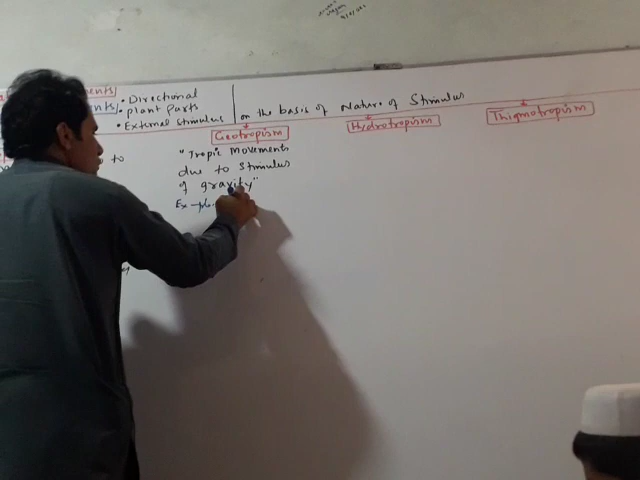 • Directional
• Plant Parts
• External Stimulus
on the basis of Nature of Stimulus
Geotropism
Hydrotropism
Thigmotropism
to
"Tropic Movements
due to Stimulus
of gravity"
Ex -